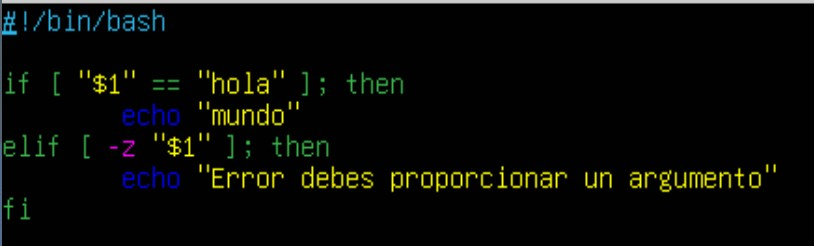 #!/bin/bash
if [ "$1" == "hola" ]; then
echo "mundo"
elif [ -z "$1" ]; then
echo "Error debes proporcionar un argumento"
fi